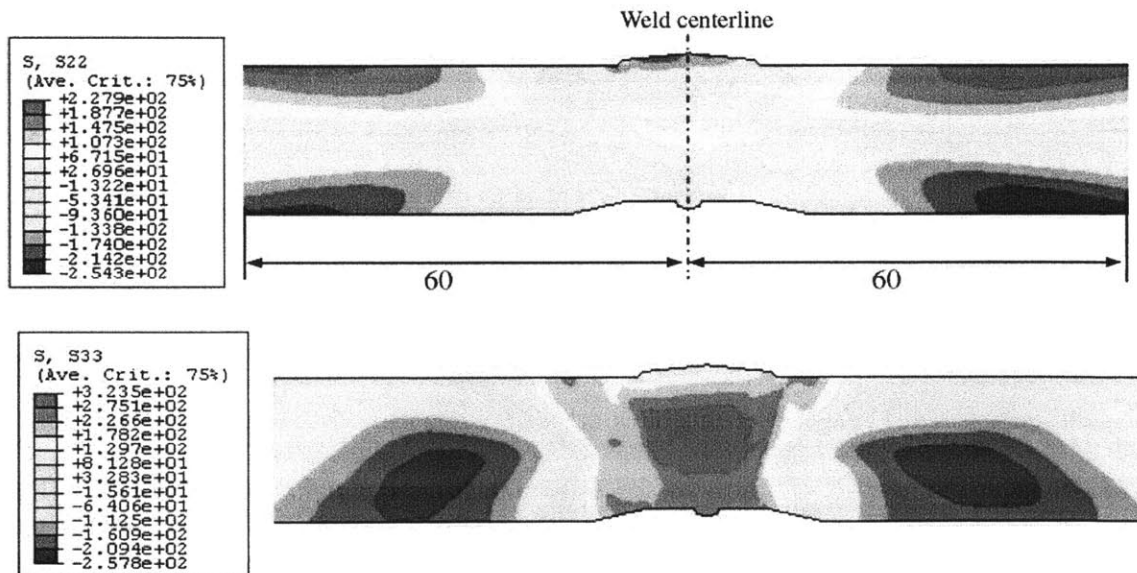 Weld centerline
S, S22
(Ave. Crit.: 75%)
+2.279e+02
+1.877e+02
+1.475e+02
+1.073e+02
+6.715e+01
+2.696e+01
-1.322e+01
-5.341e+01
-9.360e+01
-1.338e+02
-1.740e+02
-2.142e+02
-2.543e+02
60
60
S, S33
(Ave. Crit.: 75%)
+3.235e+02
+2.751e+02
+2.266e+02
+1.782e+02
+1.297e+02
+8.128e+01
+3.283e+01
-1.561e+01
-6.406e+01
-1.125e+02
-1.609e+02
-2.094e+02
-2.578e+02